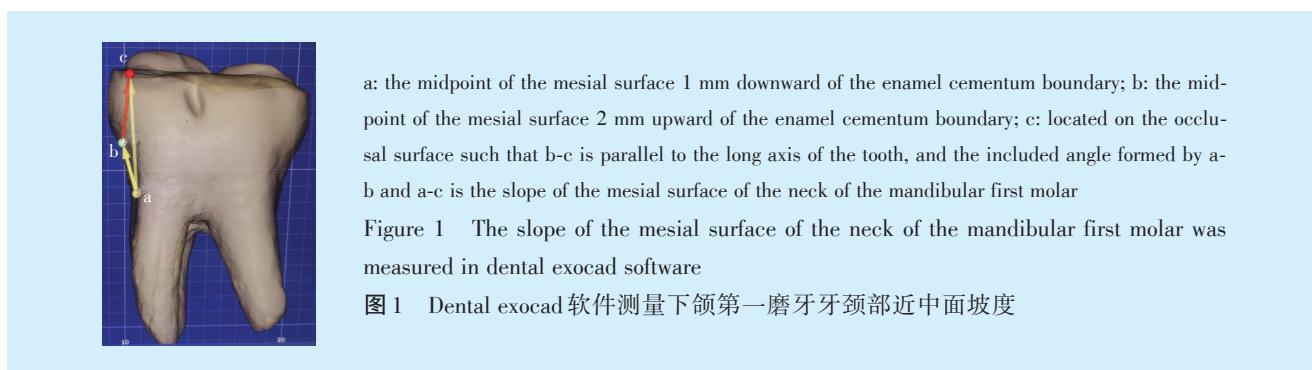 c
b
a
10
20
a: the midpoint of the mesial surface 1 mm downward of the enamel cementum boundary; b: the mid-
point of the mesial surface 2 mm upward of the enamel cementum boundary; c: located on the occlu-
sal surface such that b-c is parallel to the long axis of the tooth, and the included angle formed by a-
b and a-c is the slope of the mesial surface of the neck of the mandibular first molar
Figure 1 The slope of the mesial surface of the neck of the mandibular first molar was
measured in dental exocad software
图1 Dental exocad软件测量下颌第一磨牙牙颈部近中面坡度